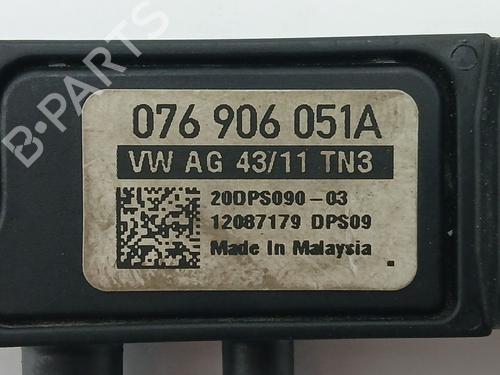 B-PARTS
076 906 051A
VW AG 43/11 TN3
20DPS090-03
12087179 DPS09
Made In Malaysia